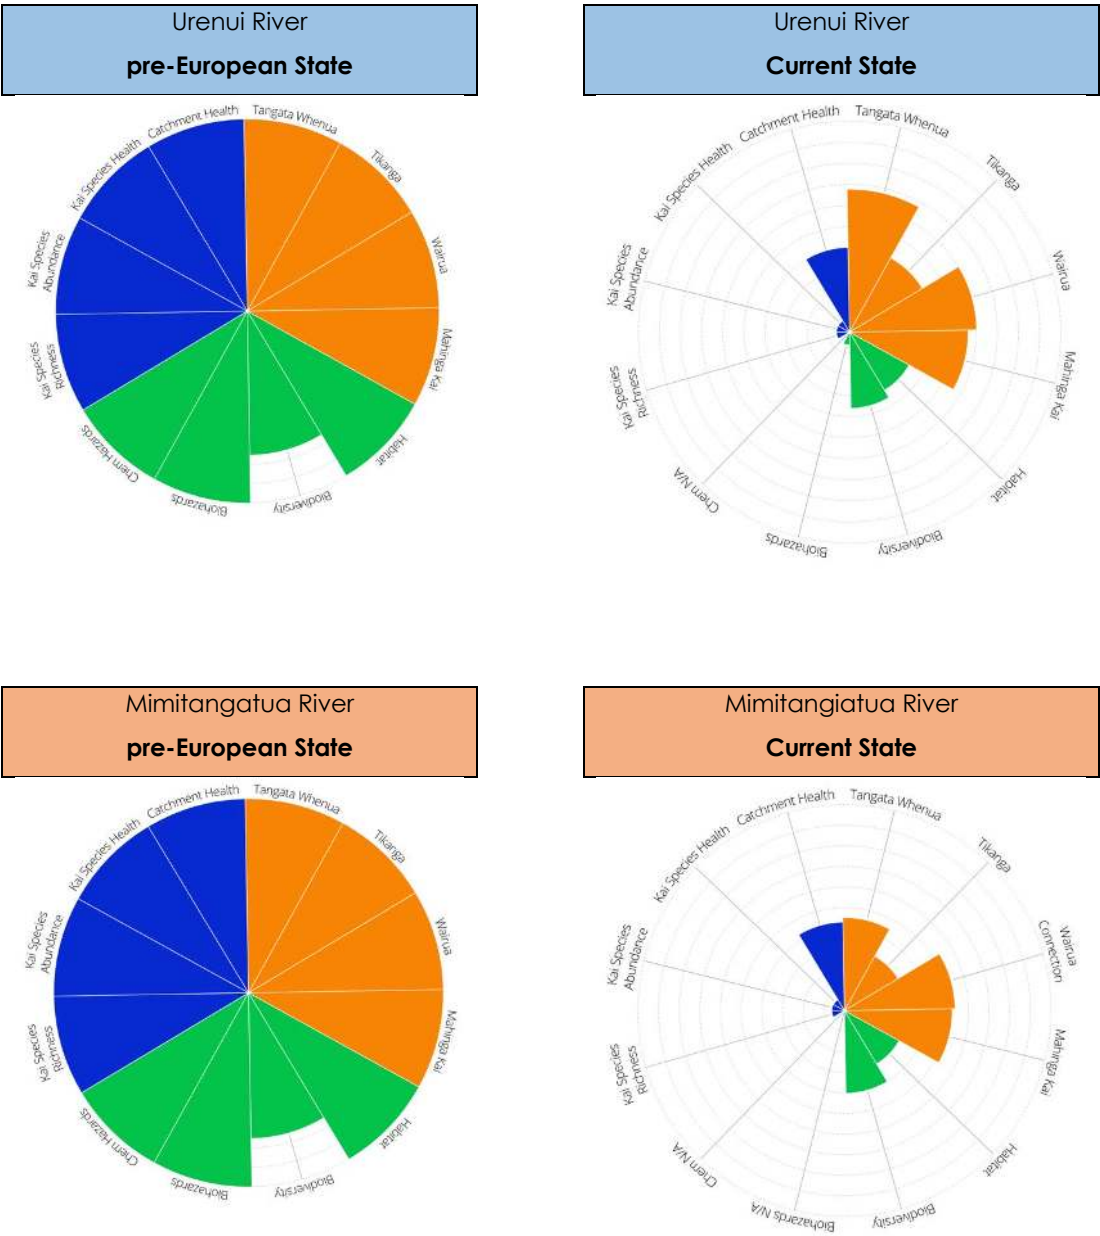 Urenui River
pre-European State
Catchment Health
Tangata Whenua
Tikanga
Wairua
Mahinga Kai
Habitat
Biodiversity
Biohazards
Chem Hazards
Kai Species
Richness
Kai Species
Abundance
Kai Species Health
Urenui River
Current State
Catchment Health
Tangata Whenua
Tikanga
Wairua
Mahinga Kai
Habitat
Biodiversity
Biohazards
Chem N/A
Kai Species
Richness
Kai Species
Abundance
Kai Species Health
Mimitangatua River
pre-European State
Catchment Health
Tangata Whenua
Tikanga
Wairua
Mahinga Kai
Habitat
Biodiversity
Biohazards
Chem Hazards
Kai Species
Richness
Kai Species
Abundance
Kai Species Health
Mimitangiatua River
Current State
Catchment Health
Tangata Whenua
Tikanga
Wairua
Connection
Mahinga Kai
Habitat
Biodiversity
Biohazards N/A
Chem N/A
Kai Species
Richness
Kai Species
Abundance
Kai Species Health